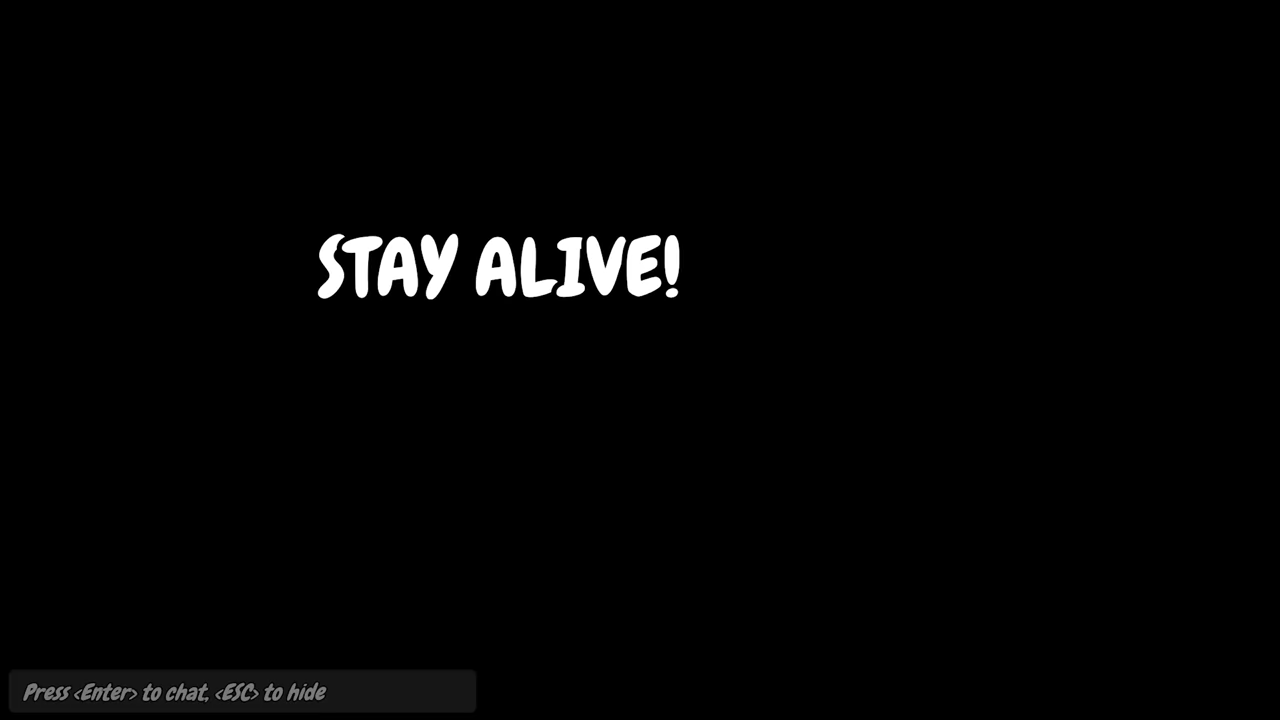 STAY ALIVE!
Press <Enter> to chat, <ESC> to hide